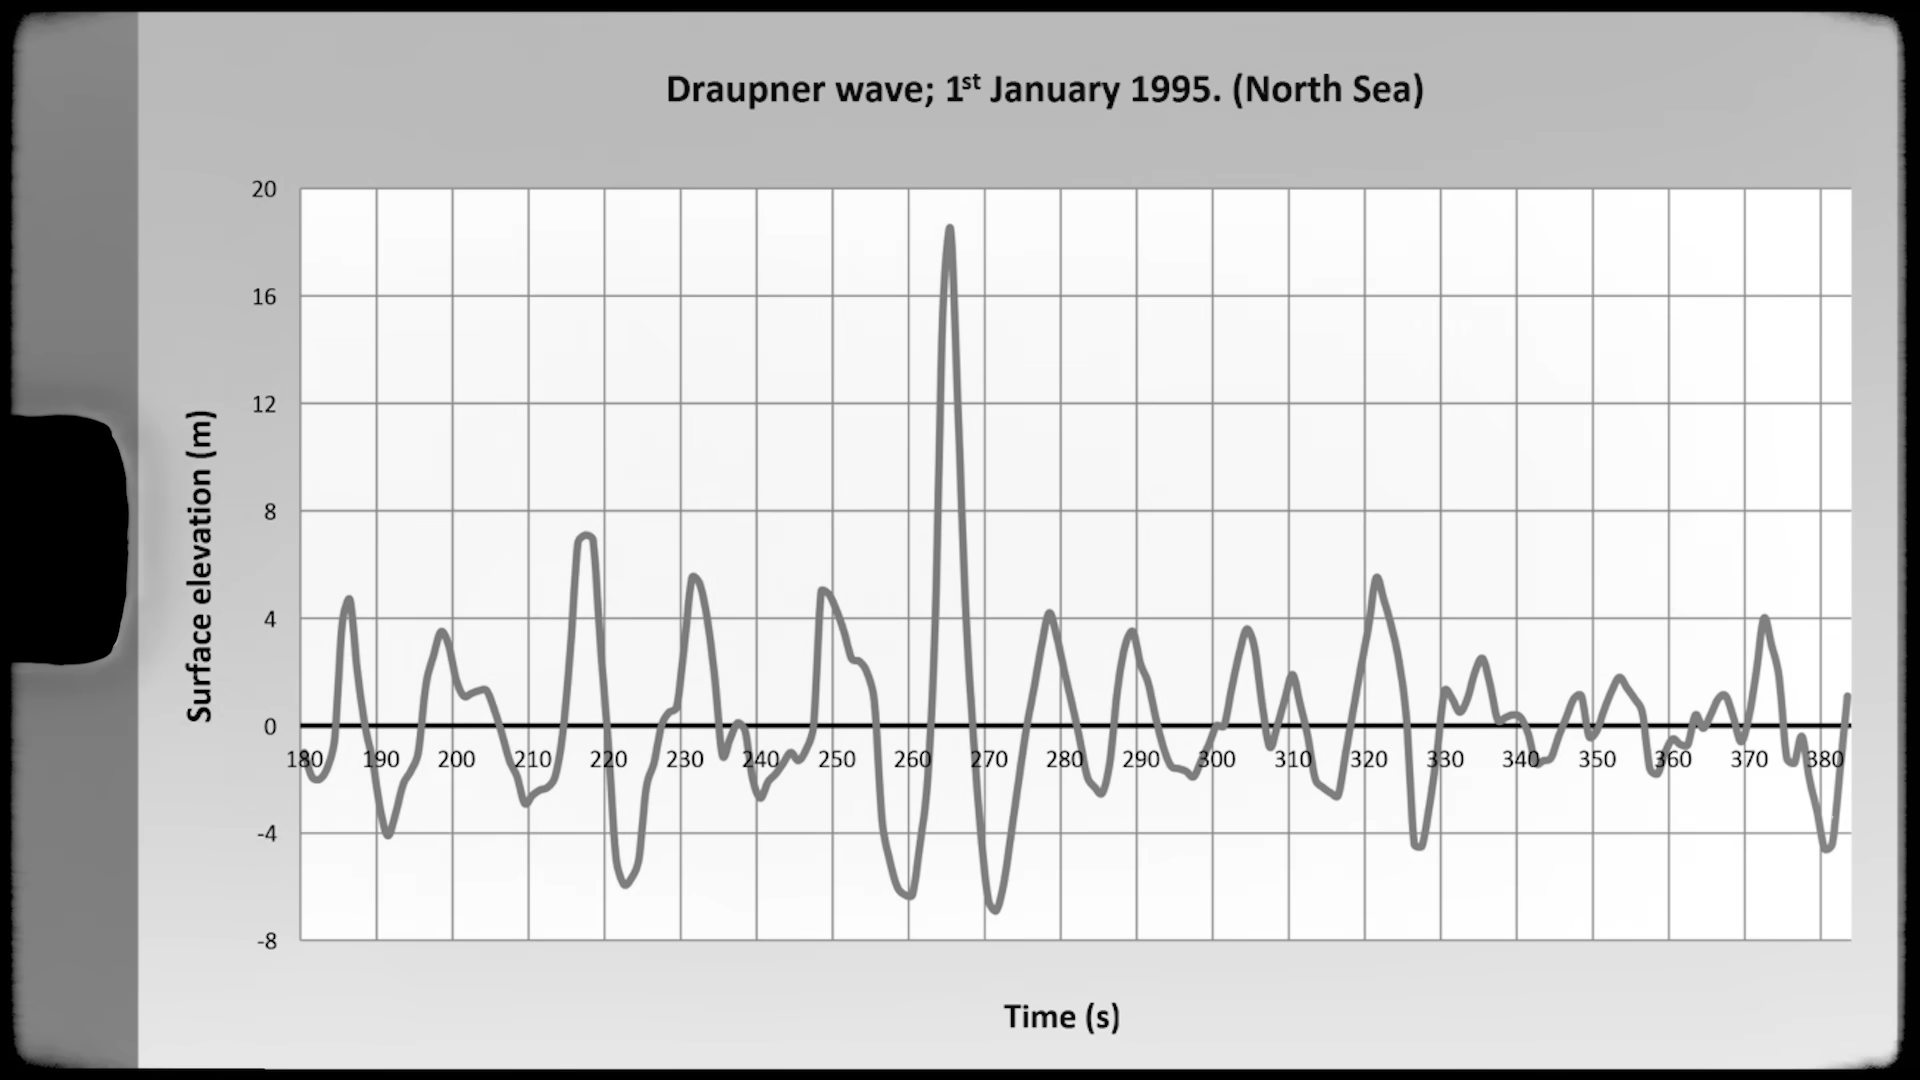 Draupner wave; 1st January 1995. (North Sea)
Surface elevation (m)
20
16
12
8
4
0
-4
-8
180 190 200 210 220 230 240 250 260 270 280 290 300 310 320 330 340 350 360 370 380
Time (s)